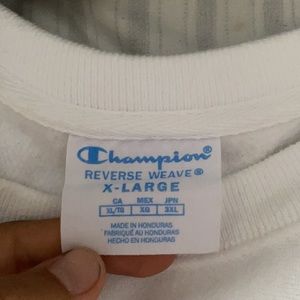 Champion®
REVERSE WEAVE®
X-LARGE
CA MEX JPN
XL/TG XG 3XL
MADE IN HONDURAS
FABRIQUÉ AU HONDURAS
HECHO EN HONDURAS